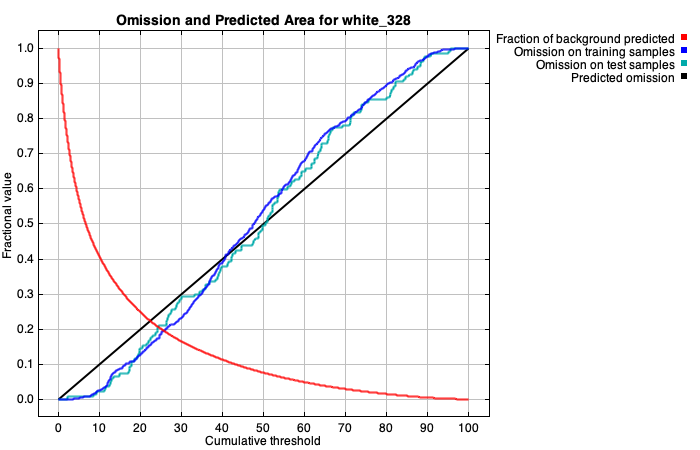 Omission and Predicted Area for white_328
Fraction of background predicted
Omission on training samples
Omission on test samples
Predicted omission
Fractional value
1.0
0.9
0.8
0.7
0.6
0.5
0.4
0.3
0.2
0.1
0.0
0 10 20 30 40 50 60 70 80 90 100
Cumulative threshold